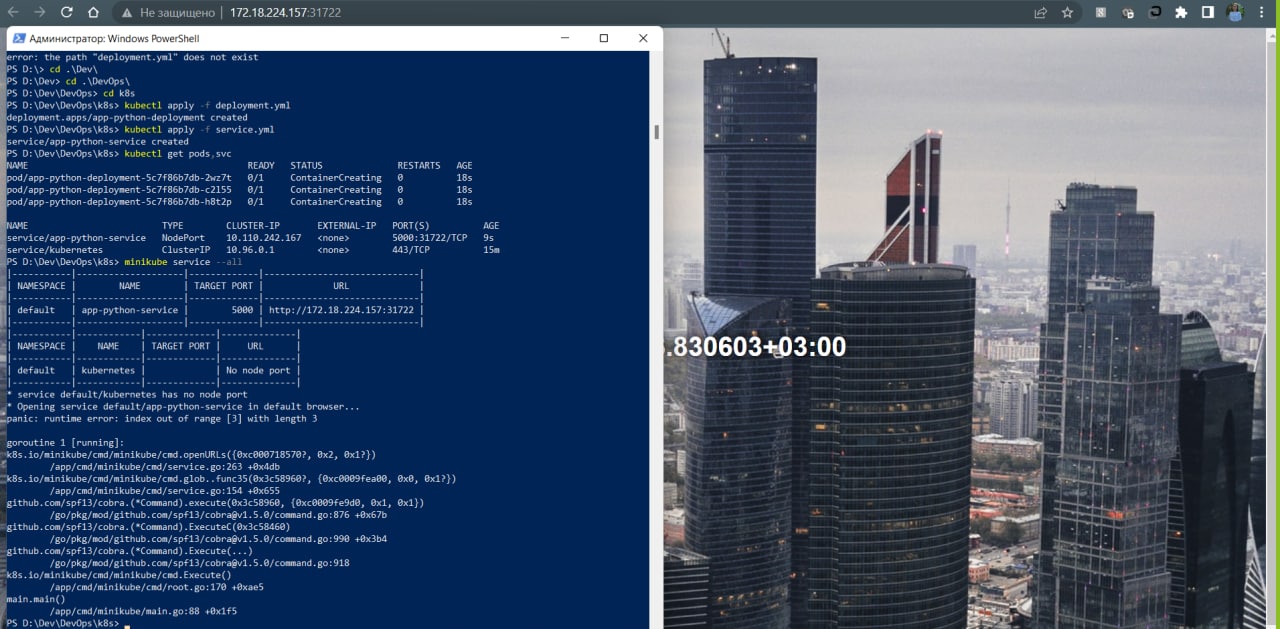 Не защищено | 172.18.224.157:31722
Администратор: Windows PowerShell
error: the path "deployment.yml" does not exist
PS D:\> cd .\Dev\
PS D:\Dev> cd .\DevOps\
PS D:\Dev\DevOps> cd k8s
PS D:\Dev\DevOps\k8s> kubectl apply -f deployment.yml
deployment.apps/app-python-deployment created
PS D:\Dev\DevOps\k8s> kubectl apply -f service.yml
service/app-python-service created
PS D:\Dev\DevOps\k8s> kubectl get pods,svc
NAME READY STATUS RESTARTS AGE
pod/app-python-deployment-5c7f86b7db-2wz7t 0/1 ContainerCreating 0 18s
pod/app-python-deployment-5c7f86b7db-c2l55 0/1 ContainerCreating 0 18s
pod/app-python-deployment-5c7f86b7db-h8t2p 0/1 ContainerCreating 0 18s
NAME TYPE CLUSTER-IP EXTERNAL-IP PORT(S) AGE
service/app-python-service NodePort 10.110.242.167 <none> 5000:31722/TCP 9s
service/kubernetes ClusterIP 10.96.0.1 <none> 443/TCP 15m
PS D:\Dev\DevOps\k8s> minikube service --all
|-----------|--------------------|-------------|-----------------------------|
| NAMESPACE | NAME | TARGET PORT | URL |
|-----------|--------------------|-------------|-----------------------------|
| default | app-python-service | 5000 | http://172.18.224.157:31722 |
|-----------|--------------------|-------------|-----------------------------|
|-----------|------------|-------------|--------------|
| NAMESPACE | NAME | TARGET PORT | URL |
|-----------|------------|-------------|--------------|
| default | kubernetes | | No node port |
|-----------|------------|-------------|--------------|
* service default/kubernetes has no node port
* Opening service default/app-python-service in default browser...
panic: runtime error: index out of range [3] with length 3
goroutine 1 [running]:
k8s.io/minikube/cmd/minikube/cmd.openURLs({0xc000718570?, 0x2, 0x1?})
/app/cmd/minikube/cmd/service.go:263 +0x4db
k8s.io/minikube/cmd/minikube/cmd.glob..func35(0x3c58960?, {0xc0009fea00, 0x0, 0x1?})
/app/cmd/minikube/cmd/service.go:154 +0x655
github.com/spf13/cobra.(*Command).execute(0x3c58960, {0xc0009fe9d0, 0x1, 0x1})
/go/pkg/mod/github.com/spf13/cobra@v1.5.0/command.go:876 +0x67b
github.com/spf13/cobra.(*Command).ExecuteC(0x3c58460)
/go/pkg/mod/github.com/spf13/cobra@v1.5.0/command.go:990 +0x3b4
github.com/spf13/cobra.(*Command).Execute(...)
/go/pkg/mod/github.com/spf13/cobra@v1.5.0/command.go:918
k8s.io/minikube/cmd/minikube/cmd.Execute()
/app/cmd/minikube/cmd/root.go:170 +0xae5
main.main()
/app/cmd/minikube/main.go:88 +0x1f5
PS D:\Dev\DevOps\k8s>
.830603+03:00